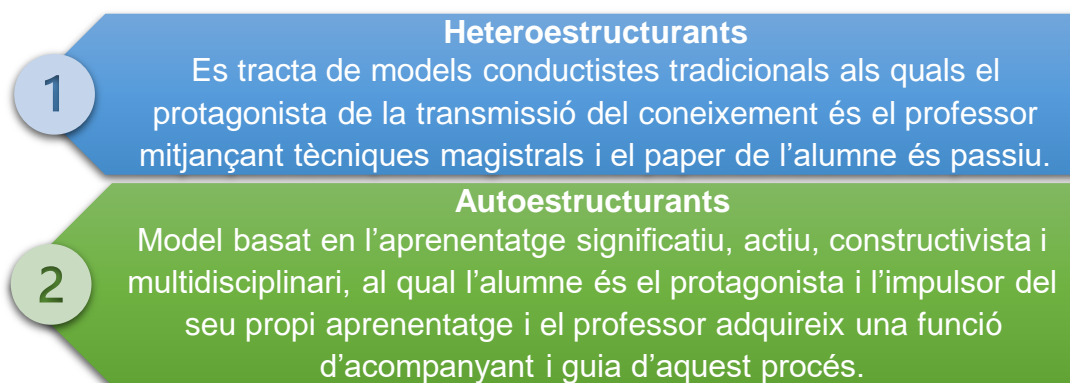 1
Heteroestructurants
Es tracta de models conductistes tradicionals als quals el
protagonista de la transmissió del coneixement és el professor
mitjançant tècniques magistrals i el paper de l’alumne és passiu.
2
Autoestructurants
Model basat en l’aprenentatge significatiu, actiu, constructivista i
multidisciplinari, al qual l’alumne és el protagonista i l’impulsor del
seu propi aprenentatge i el professor adquireix una funció
d’acompanyant i guia d’aquest procés.